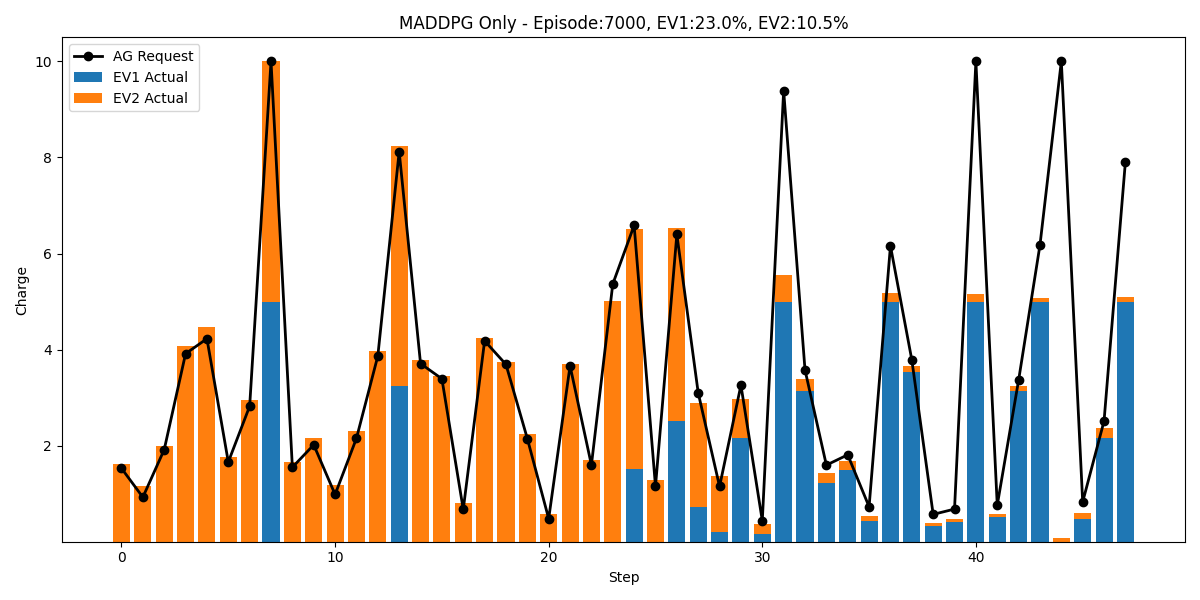 MADDPG Only - Episode:7000, EV1:23.0%, EV2:10.5%
AG Request
EV1 Actual
EV2 Actual
Charge
10
8
6
4
2
0
10
20
30
40
Step